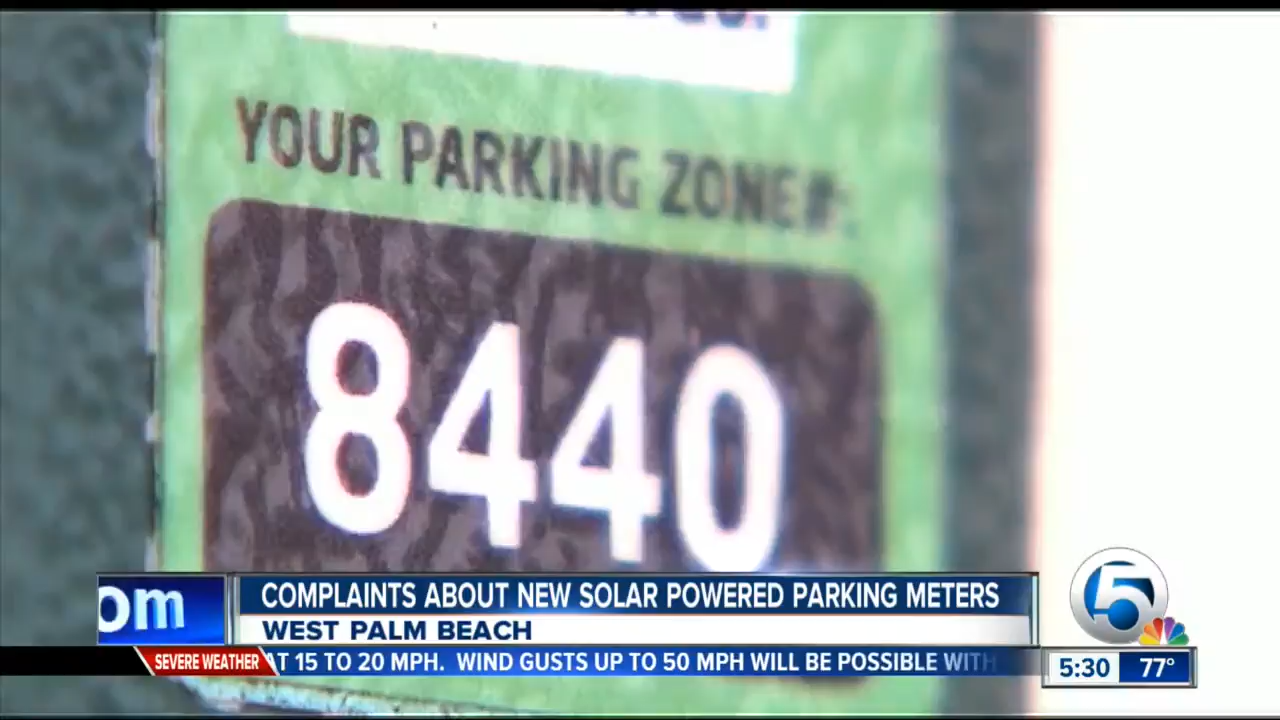 YOUR PARKING ZONE#:
8440
om
COMPLAINTS ABOUT NEW SOLAR POWERED PARKING METERS
WEST PALM BEACH
5
SEVERE WEATHER
AT 15 TO 20 MPH. WIND GUSTS UP TO 50 MPH WILL BE POSSIBLE WITH
5:30 77°